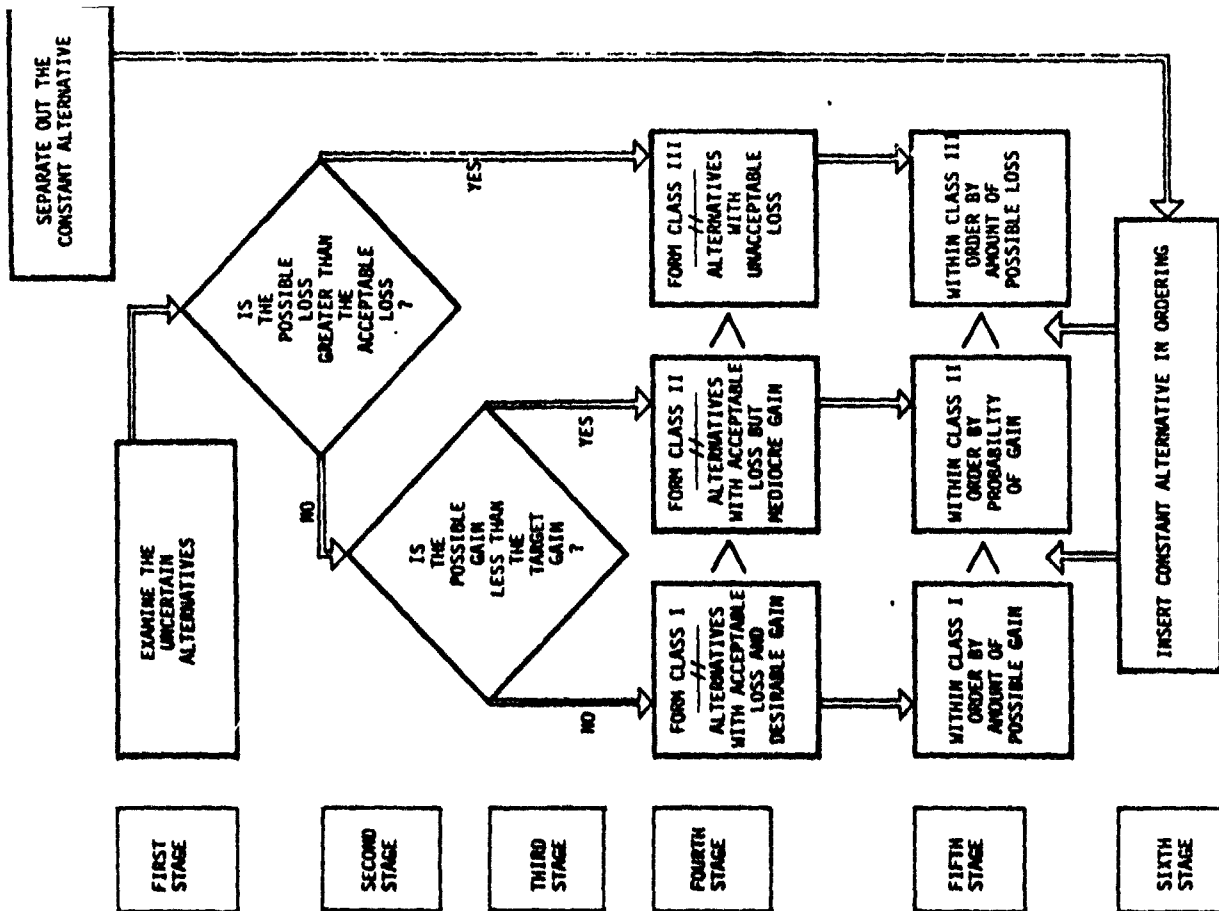 SEPARATE OUT THE
CONSTANT ALTERNATIVE
FIRST
STAGE
EXAMINE THE
UNCERTAIN
ALTERNATIVES
SECOND
STAGE
IS
THE
POSSIBLE
LOSS
GREATER THAN
THE
ACCEPTABLE
LOSS
?
NO
YES
THIRD
STAGE
IS
THE
POSSIBLE
GAIN
LESS THAN
THE
TARGET
GAIN
?
NO
YES
FOURTH
STAGE
FORM CLASS I
ALTERNATIVES
WITH ACCEPTABLE
LOSS AND
DESIRABLE GAIN
>
FORM CLASS II
ALTERNATIVES
WITH ACCEPTABLE
LOSS BUT
MEDIOCRE GAIN
>
FORM CLASS III
ALTERNATIVES
WITH
UNACCEPTABLE
LOSS
FIFTH
STAGE
WITHIN CLASS I
ORDER BY
AMOUNT OF
POSSIBLE GAIN
>
WITHIN CLASS II
ORDER BY
PROBABILITY
OF GAIN
>
WITHIN CLASS III
ORDER BY
AMOUNT OF
POSSIBLE LOSS
SIXTH
STAGE
INSERT CONSTANT ALTERNATIVE IN ORDERING